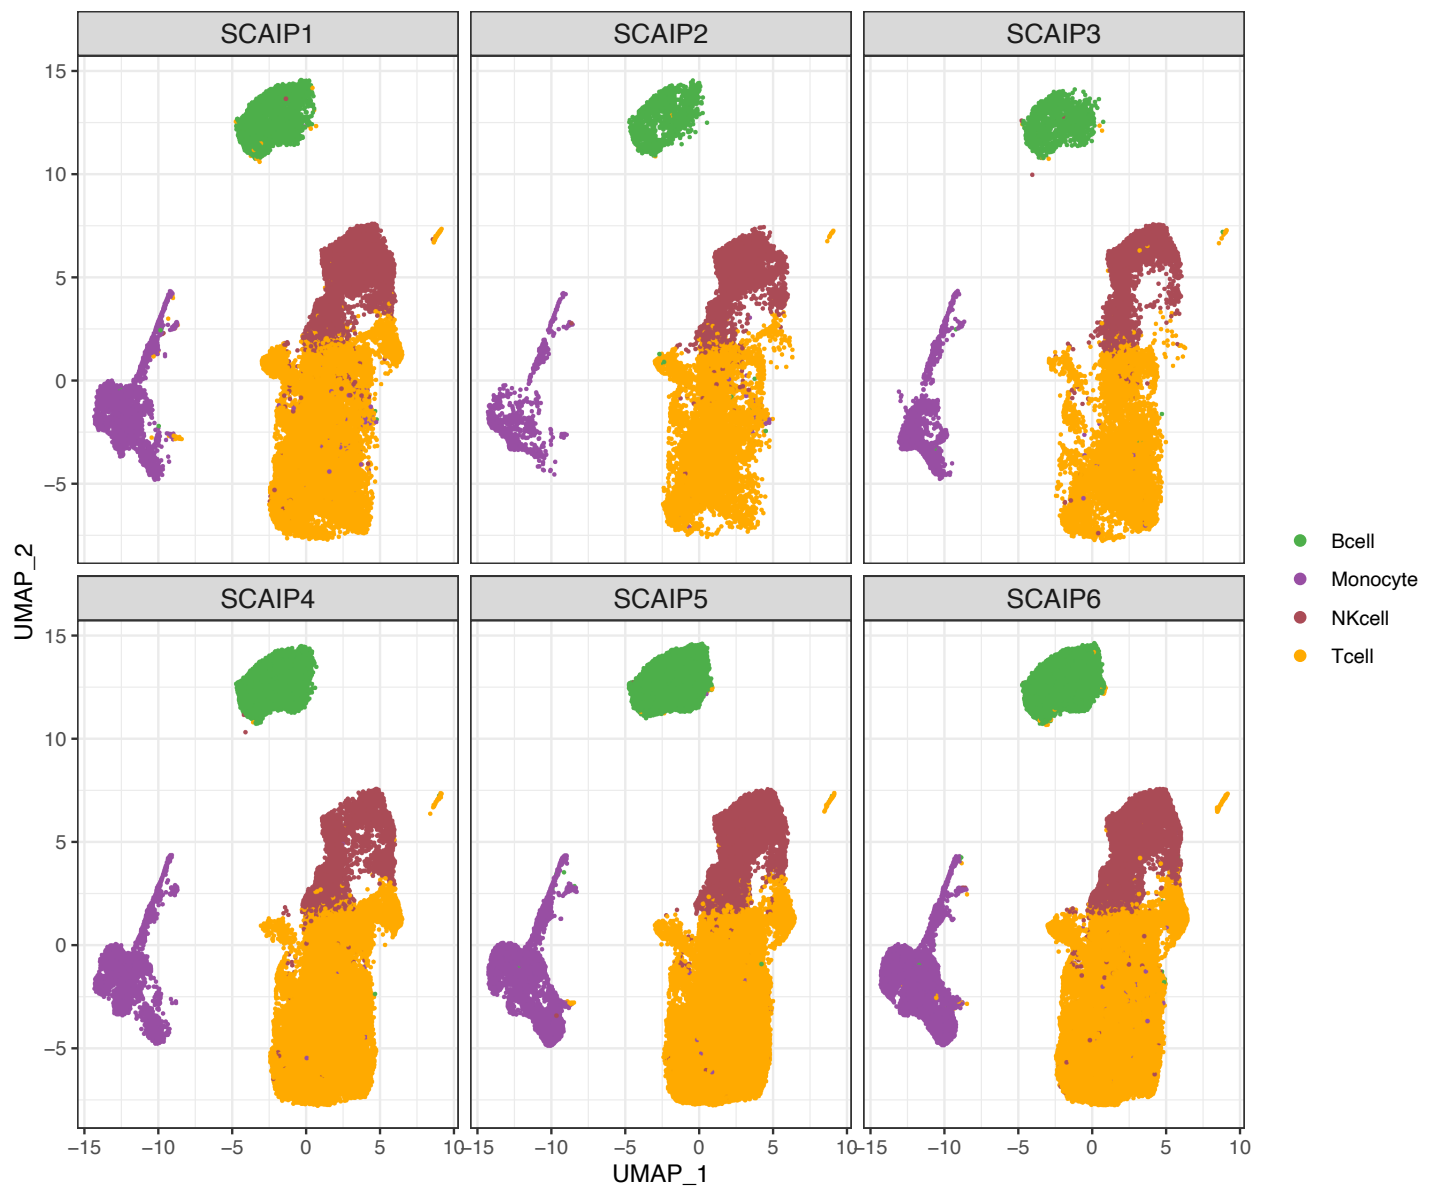 SCAIP1 SCAIP2 SCAIP3
15
10
5
0
−5
UMAP_2
SCAIP4 SCAIP5 SCAIP6
15
10
5
0
−5
−15 −10 −5 0 5 10 −15 −10 −5 0 5 10 −15 −10 −5 0 5 10
UMAP_1
Bcell
Monocyte
NKcell
Tcell